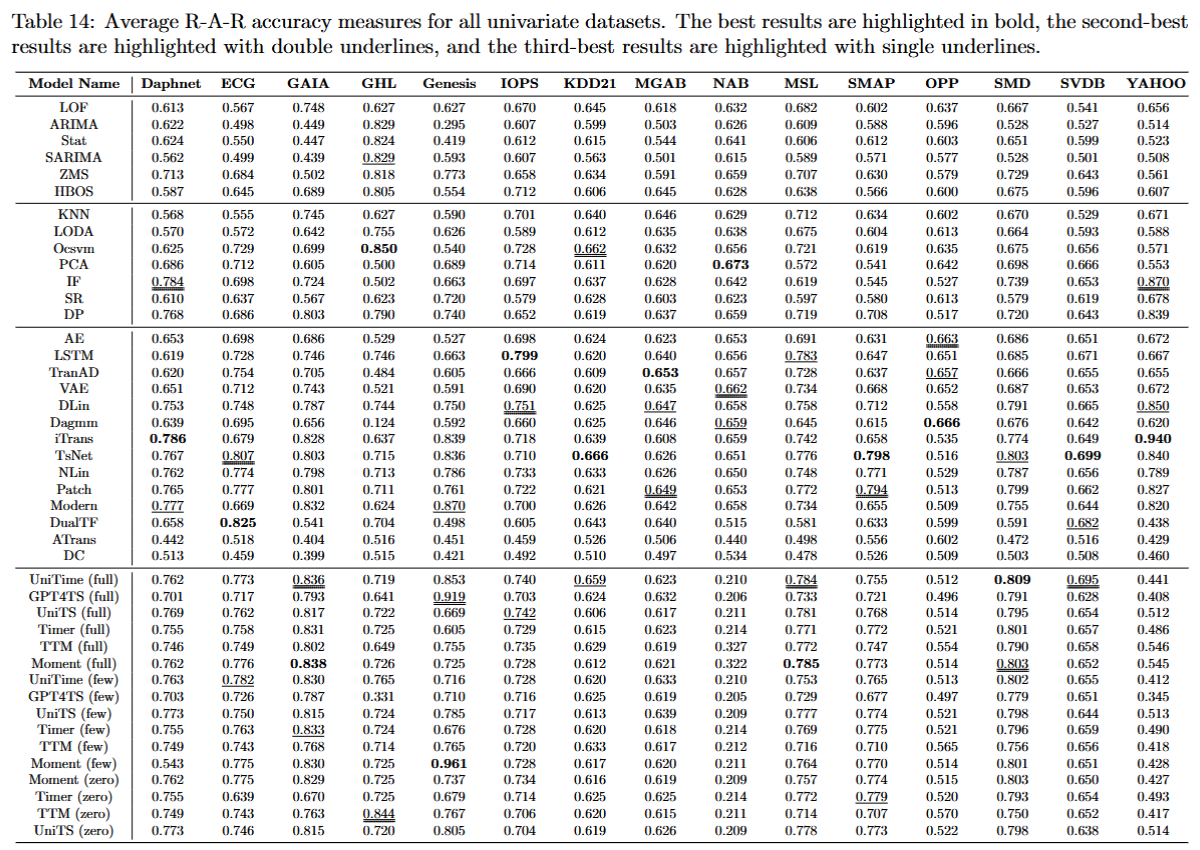 Table 14: Average R-A-R accuracy measures for all univariate datasets. The best results are highlighted in bold, the second-best
results are highlighted with double underlines, and the third-best results are highlighted with single underlines.
Model Name Daphnet ECG GAIA GHL Genesis IOPS KDD21 MGAB NAB MSL SMAP OPP SMD SVDB YAHOO
LOF 0.613 0.567 0.748 0.627 0.627 0.670 0.645 0.618 0.632 0.682 0.602 0.637 0.667 0.541 0.656
ARIMA 0.622 0.498 0.449 0.829 0.295 0.607 0.599 0.503 0.626 0.609 0.588 0.596 0.528 0.527 0.514
Stat 0.624 0.550 0.447 0.824 0.419 0.612 0.615 0.544 0.641 0.606 0.612 0.603 0.651 0.599 0.523
SARIMA 0.562 0.499 0.439 0.829 0.593 0.607 0.563 0.501 0.615 0.589 0.571 0.577 0.528 0.501 0.508
ZMS 0.713 0.684 0.502 0.818 0.773 0.658 0.634 0.591 0.659 0.707 0.630 0.579 0.729 0.643 0.561
HBOS 0.587 0.645 0.689 0.805 0.554 0.712 0.606 0.645 0.628 0.638 0.566 0.600 0.675 0.596 0.607
KNN 0.568 0.555 0.745 0.627 0.590 0.701 0.640 0.646 0.629 0.712 0.634 0.602 0.670 0.529 0.671
LODA 0.570 0.572 0.642 0.755 0.626 0.589 0.612 0.635 0.638 0.675 0.604 0.613 0.664 0.593 0.588
Ocsvm 0.625 0.729 0.699 0.850 0.540 0.728 0.662 0.632 0.656 0.721 0.619 0.635 0.675 0.656 0.571
PCA 0.686 0.712 0.605 0.500 0.689 0.714 0.611 0.620 0.673 0.572 0.541 0.642 0.698 0.666 0.553
IF 0.784 0.698 0.724 0.502 0.663 0.697 0.637 0.628 0.642 0.619 0.545 0.527 0.739 0.653 0.870
SR 0.610 0.637 0.567 0.623 0.720 0.579 0.628 0.603 0.623 0.597 0.580 0.613 0.579 0.619 0.678
DP 0.768 0.686 0.803 0.790 0.740 0.652 0.619 0.637 0.659 0.719 0.708 0.517 0.720 0.643 0.839
AE 0.653 0.698 0.686 0.529 0.527 0.698 0.624 0.623 0.653 0.691 0.631 0.663 0.686 0.651 0.672
LSTM 0.619 0.728 0.746 0.746 0.663 0.799 0.620 0.640 0.656 0.783 0.647 0.651 0.685 0.671 0.667
TranAD 0.620 0.754 0.705 0.484 0.605 0.666 0.609 0.653 0.657 0.728 0.637 0.657 0.666 0.655 0.655
VAE 0.651 0.712 0.743 0.521 0.591 0.690 0.620 0.635 0.662 0.734 0.668 0.652 0.687 0.653 0.672
DLin 0.753 0.748 0.787 0.744 0.750 0.751 0.625 0.647 0.658 0.758 0.712 0.558 0.791 0.665 0.850
Dagmm 0.639 0.695 0.656 0.124 0.592 0.660 0.625 0.646 0.659 0.645 0.615 0.666 0.676 0.642 0.620
iTrans 0.786 0.679 0.828 0.637 0.839 0.718 0.639 0.608 0.659 0.742 0.658 0.535 0.774 0.649 0.940
TsNet 0.767 0.807 0.803 0.715 0.836 0.710 0.666 0.626 0.651 0.776 0.798 0.516 0.803 0.699 0.840
NLin 0.762 0.774 0.798 0.713 0.786 0.733 0.633 0.626 0.650 0.748 0.771 0.529 0.787 0.656 0.789
Patch 0.765 0.777 0.801 0.711 0.761 0.722 0.621 0.649 0.653 0.772 0.794 0.513 0.799 0.662 0.827
Modern 0.777 0.669 0.832 0.624 0.870 0.700 0.626 0.642 0.658 0.734 0.655 0.509 0.755 0.644 0.820
DualTF 0.658 0.825 0.541 0.704 0.498 0.605 0.643 0.640 0.515 0.581 0.633 0.599 0.591 0.682 0.438
ATrans 0.442 0.518 0.404 0.516 0.451 0.459 0.526 0.506 0.440 0.498 0.556 0.602 0.472 0.516 0.429
DC 0.513 0.459 0.399 0.515 0.421 0.492 0.510 0.497 0.534 0.478 0.526 0.509 0.503 0.508 0.460
UniTime (full) 0.762 0.773 0.836 0.719 0.853 0.740 0.659 0.623 0.210 0.784 0.755 0.512 0.809 0.695 0.441
GPT4TS (full) 0.701 0.717 0.793 0.641 0.919 0.703 0.624 0.632 0.206 0.733 0.721 0.496 0.791 0.628 0.408
UniTS (full) 0.769 0.762 0.817 0.722 0.669 0.742 0.606 0.617 0.211 0.781 0.768 0.514 0.795 0.654 0.512
Timer (full) 0.755 0.758 0.831 0.725 0.605 0.729 0.615 0.623 0.214 0.771 0.772 0.521 0.801 0.657 0.486
TTM (full) 0.746 0.749 0.802 0.649 0.755 0.735 0.629 0.619 0.327 0.772 0.747 0.554 0.790 0.658 0.546
Moment (full) 0.762 0.776 0.838 0.726 0.725 0.728 0.612 0.621 0.322 0.785 0.773 0.514 0.803 0.652 0.545
UniTime (few) 0.763 0.782 0.830 0.765 0.716 0.728 0.620 0.633 0.210 0.753 0.765 0.513 0.802 0.655 0.412
GPT4TS (few) 0.703 0.726 0.787 0.331 0.710 0.716 0.625 0.619 0.205 0.729 0.677 0.497 0.779 0.651 0.345
UniTS (few) 0.773 0.750 0.815 0.724 0.785 0.717 0.613 0.639 0.209 0.777 0.774 0.521 0.798 0.644 0.513
Timer (few) 0.755 0.763 0.833 0.724 0.676 0.728 0.620 0.618 0.214 0.769 0.775 0.521 0.796 0.659 0.490
TTM (few) 0.749 0.743 0.768 0.714 0.765 0.720 0.633 0.617 0.212 0.716 0.710 0.565 0.756 0.656 0.418
Moment (few) 0.543 0.775 0.830 0.725 0.961 0.728 0.617 0.620 0.211 0.764 0.770 0.514 0.801 0.651 0.428
Moment (zero) 0.762 0.775 0.829 0.725 0.737 0.734 0.616 0.619 0.209 0.757 0.774 0.515 0.803 0.650 0.427
Timer (zero) 0.755 0.639 0.670 0.725 0.679 0.714 0.625 0.625 0.214 0.772 0.779 0.520 0.793 0.654 0.493
TTM (zero) 0.749 0.743 0.763 0.844 0.767 0.706 0.620 0.615 0.211 0.714 0.707 0.570 0.750 0.652 0.417
UniTS (zero) 0.773 0.746 0.815 0.720 0.805 0.704 0.619 0.626 0.209 0.778 0.773 0.522 0.798 0.638 0.514